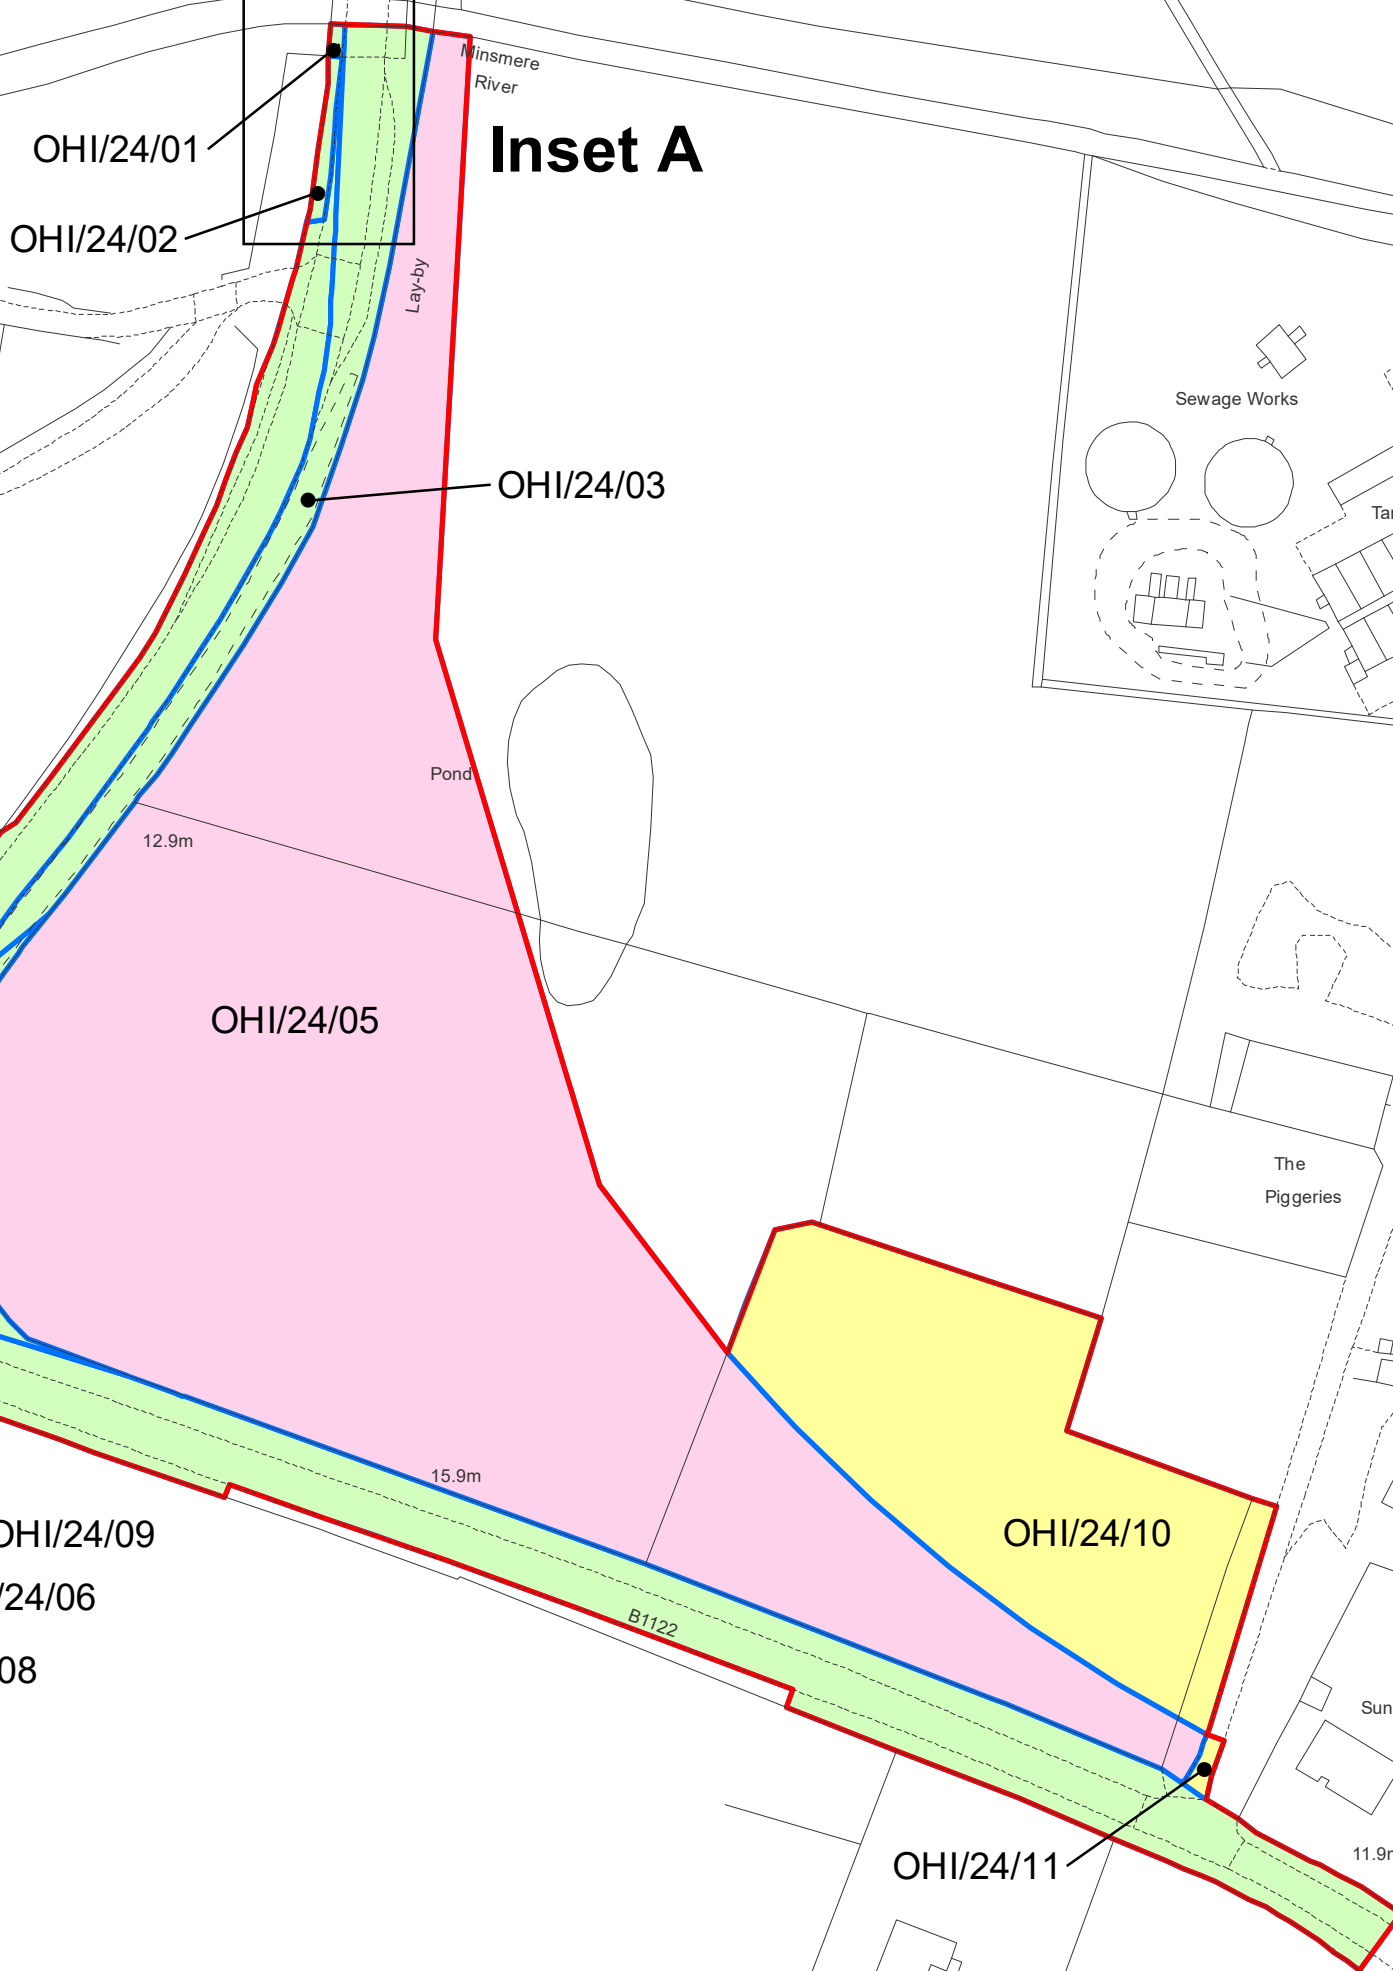 Minsmere
River
OHI/24/01
Inset A
OHI/24/02
Lay-by
Sewage Works
OHI/24/03
Pond
12.9m
OHI/24/05
The
Piggeries
15.9m
OHI/24/09
/24/06
B1122
08
OHI/24/10
Sun
OHI/24/11
11.9m